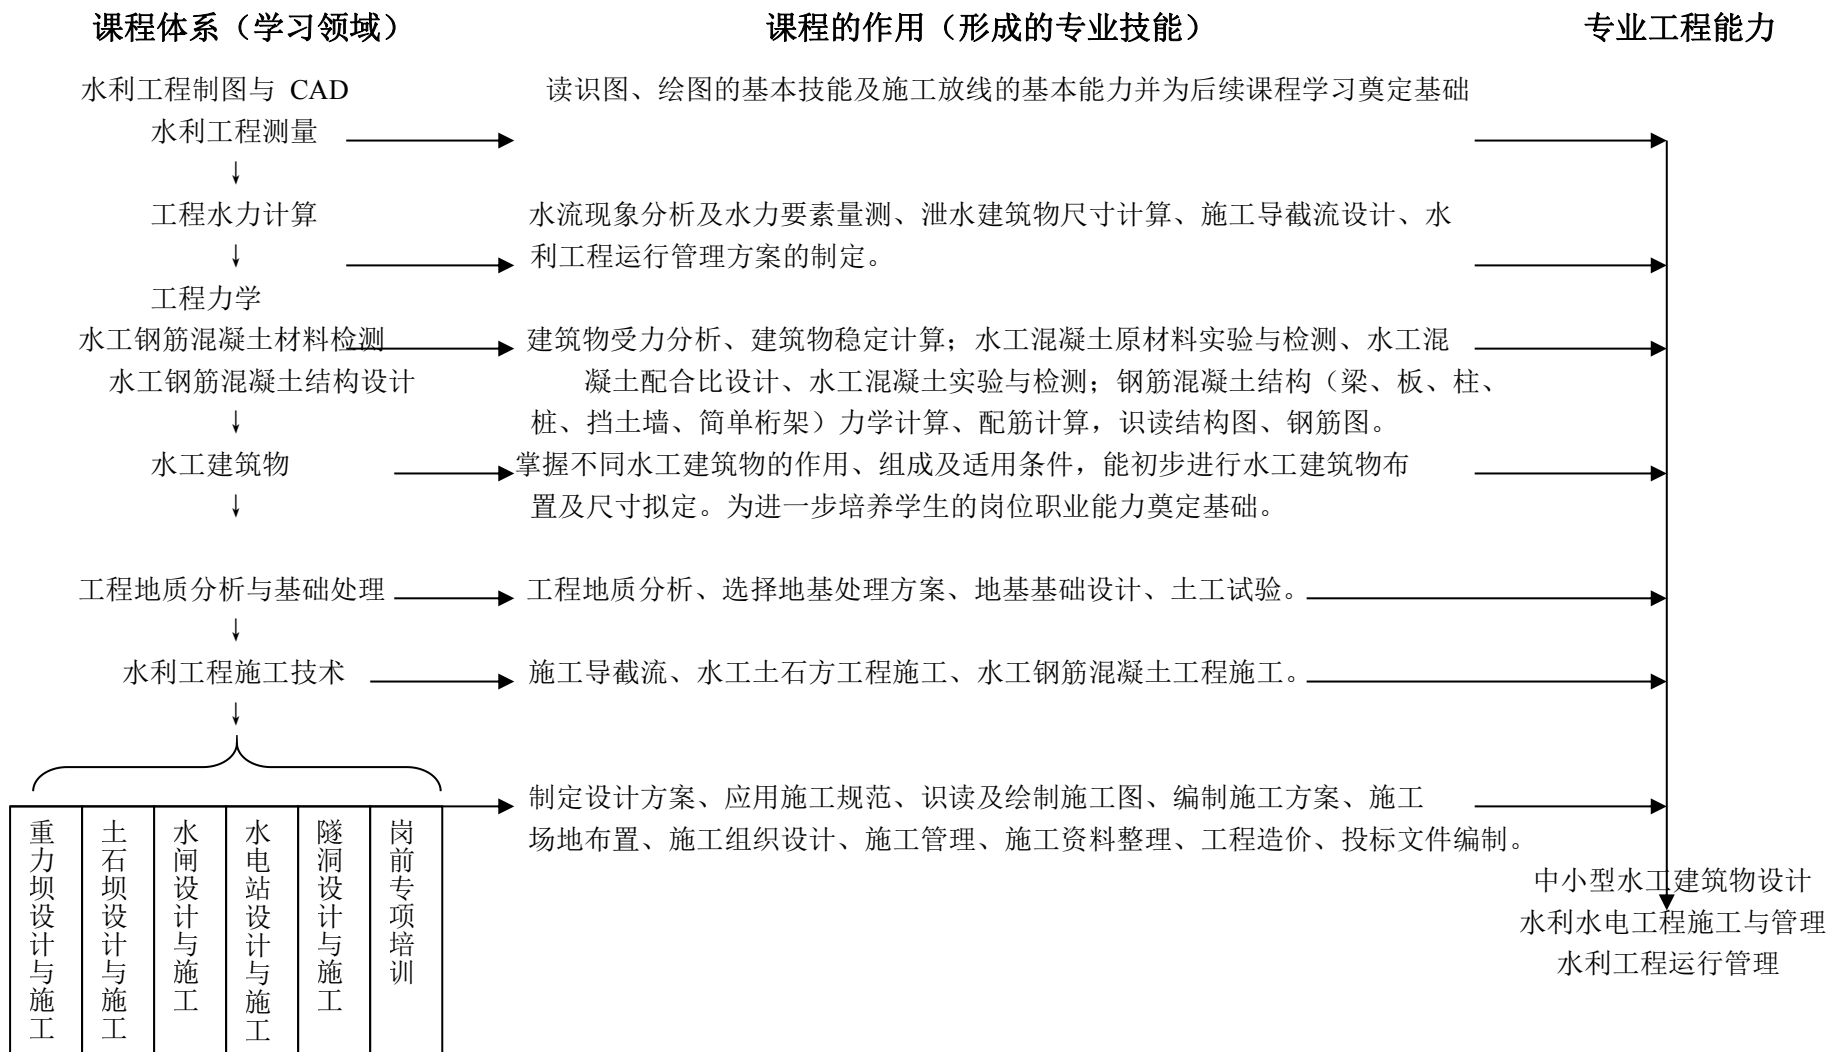 课程体系（学习领域） 课程的作用（形成的专业技能） 专业工程能力
水利工程制图与 CAD 读识图、绘图的基本技能及施工放线的基本能力并为后续课程学习奠定基础
水利工程测量
↓
工程水力计算 水流现象分析及水力要素量测、泄水建筑物尺寸计算、施工导截流设计、水
↓ 利工程运行管理方案的制定。
工程力学
水工钢筋混凝土材料检测 建筑物受力分析、建筑物稳定计算；水工混凝土原材料实验与检测、水工混
水工钢筋混凝土结构设计 凝土配合比设计、水工混凝土实验与检测；钢筋混凝土结构（梁、板、柱、
↓ 桩、挡土墙、简单桁架）力学计算、配筋计算，识读结构图、钢筋图。
水工建筑物 掌握不同水工建筑物的作用、组成及适用条件，能初步进行水工建筑物布
↓ 置及尺寸拟定。为进一步培养学生的岗位职业能力奠定基础。
工程地质分析与基础处理 工程地质分析、选择地基处理方案、地基基础设计、土工试验。
↓
水利工程施工技术 施工导截流、水工土石方工程施工、水工钢筋混凝土工程施工。
↓
制定设计方案、应用施工规范、识读及绘制施工图、编制施工方案、施工
场地布置、施工组织设计、施工管理、施工资料整理、工程造价、投标文件编制。
重力坝设计与施工
土石坝设计与施工
水闸设计与施工
水电站设计与施工
隧洞设计与施工
岗前专项培训
中小型水工建筑物设计
水利水电工程施工与管理
水利工程运行管理